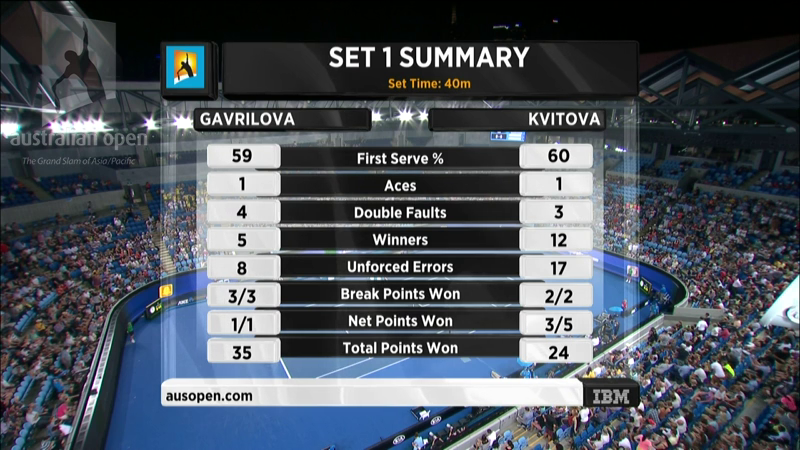 SET 1 SUMMARY
Set Time: 40m
australian open
The Grand Slam of Asia/Pacific
GAVRILOVA KVITOVA
59 First Serve % 60
1 Aces 1
4 Double Faults 3
5 Winners 12
8 Unforced Errors 17
3/3 Break Points Won 2/2
1/1 Net Points Won 3/5
35 Total Points Won 24
ausopen.com IBM